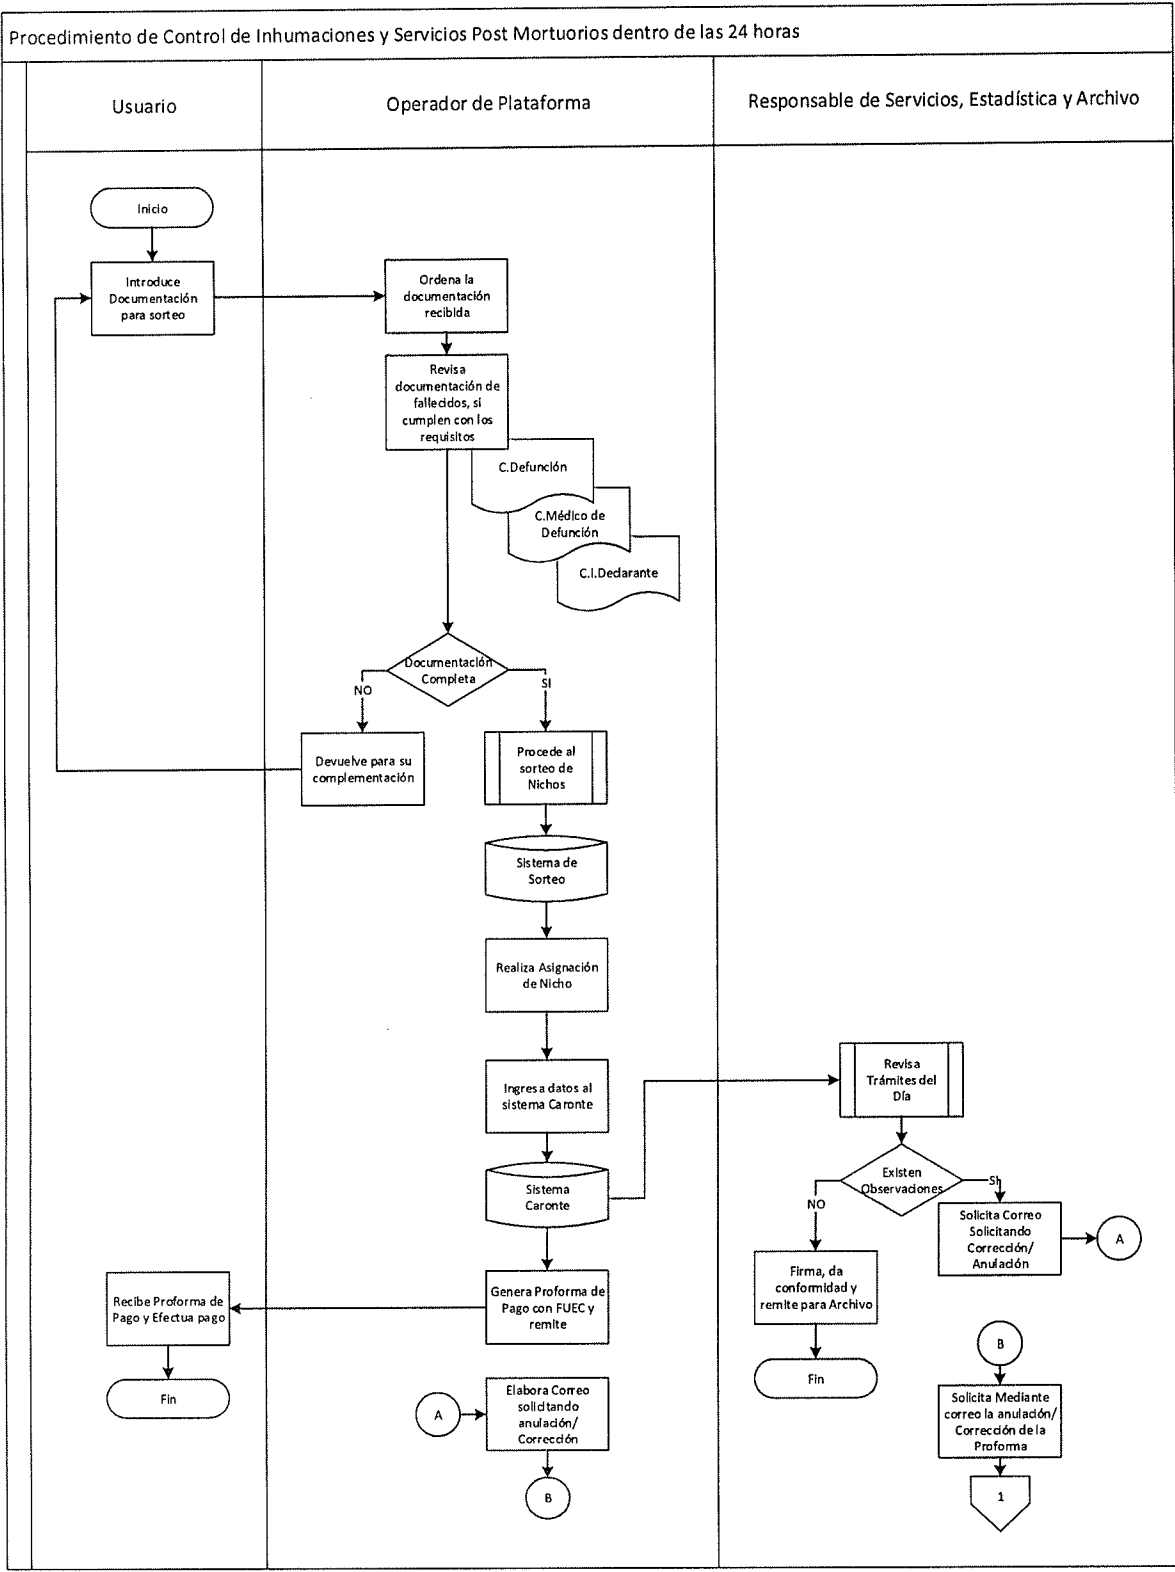 Procedimiento de Control de Inhumaciones y Servicios Post Mortuorios dentro de las 24 horas
Usuario
Operador de Plataforma
Responsable de Servicios, Estadística y Archivo
Inicio
Introduce
Documentación
para sorteo
Ordena la
documentación
recibida
Revisa
documentación de
fallecidos, si
cumplen con los
requisitos
C.Defunción
C.Médico de
Defunción
C.I.Declarante
Documentación
Completa
NO
SI
Devuelve para su
complementación
Procede al
sorteo de
Nichos
Sistema de
Sorteo
Realiza Asignación
de Nicho
Ingresa datos al
sistema Caronte
Sistema
Caronte
Revisa
Trámites del
Día
Existen
Observaciones
NO
SI
Solicita Correo
Solicitando
Corrección/
Anulación
A
Firma, da
conformidad y
remite para Archivo
Fin
Genera Proforma de
Pago con FUEC y
remite
Recibe Proforma de
Pago y Efectua pago
Fin
A
Elabora Correo
solicitando
anulación/
Corrección
B
B
Solicita Mediante
correo la anulación/
Corrección de la
Proforma
1